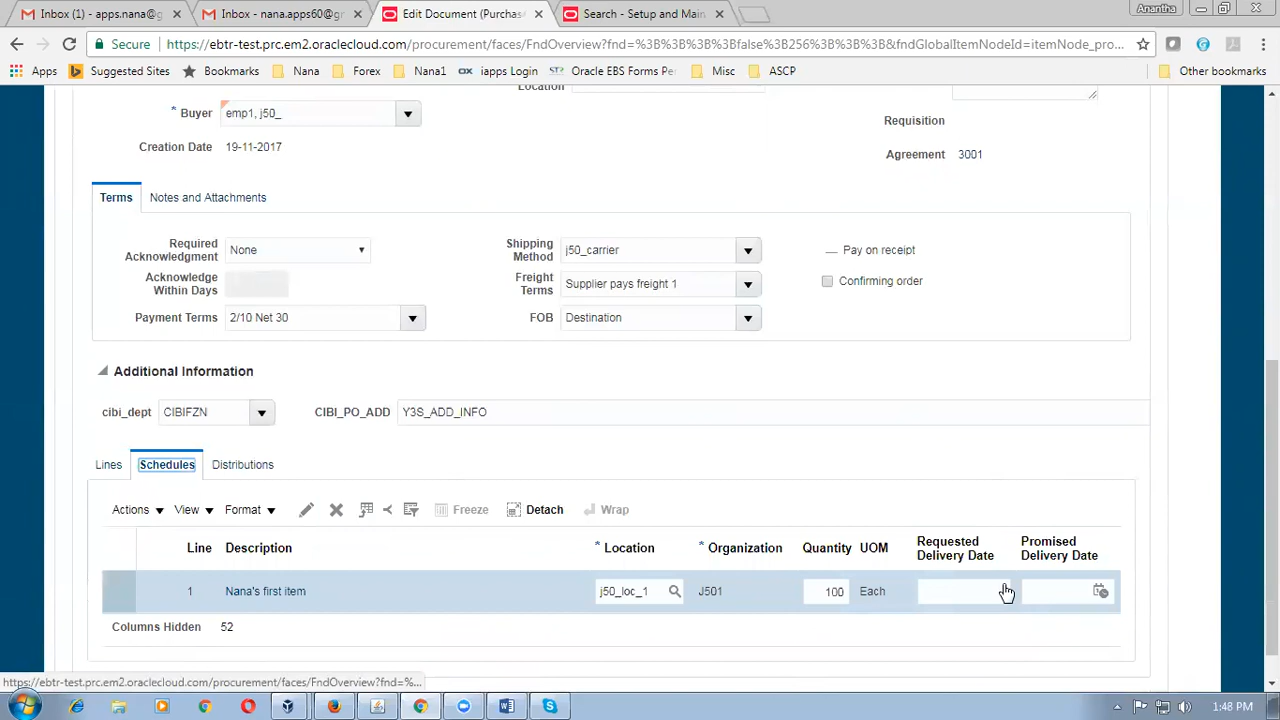 Inbox (1) - appsnana@
Inbox - nana.apps60@gr
Edit Document (Purchas
Search - Setup and Main
Anantha
Secure
https://ebtr-test.prc.em2.oraclecloud.com/procurement/faces/FndOverview?fnd=%3B%3B%3B%3Bfalse%3B256%3B%3B%3B&fndGlobalItemNodeId=itemNode_pro...
Apps
Suggested Sites
Bookmarks
Nana
Forex
Nana1
iapps Login
Oracle EBS Forms Per
Misc
ASCP
Other bookmarks
Location
* Buyer emp1, j50_
Requisition
Creation Date 19-11-2017
Agreement 3001
Terms Notes and Attachments
Required Acknowledgment None
Shipping Method j50_carrier
Pay on receipt
Acknowledge Within Days
Freight Terms Supplier pays freight 1
Confirming order
Payment Terms 2/10 Net 30
FOB Destination
Additional Information
cibi_dept CIBIFZN
CIBI_PO_ADD Y3S_ADD_INFO
Lines Schedules Distributions
Actions View Format Freeze Detach Wrap
Line Description * Location * Organization Quantity UOM Requested Delivery Date Promised Delivery Date
1 Nana's first item j50_loc_1 J501 100 Each
Columns Hidden 52
https://ebtr-test.prc.em2.oraclecloud.com/procurement/faces/FndOverview?fnd=%...
1:48 PM